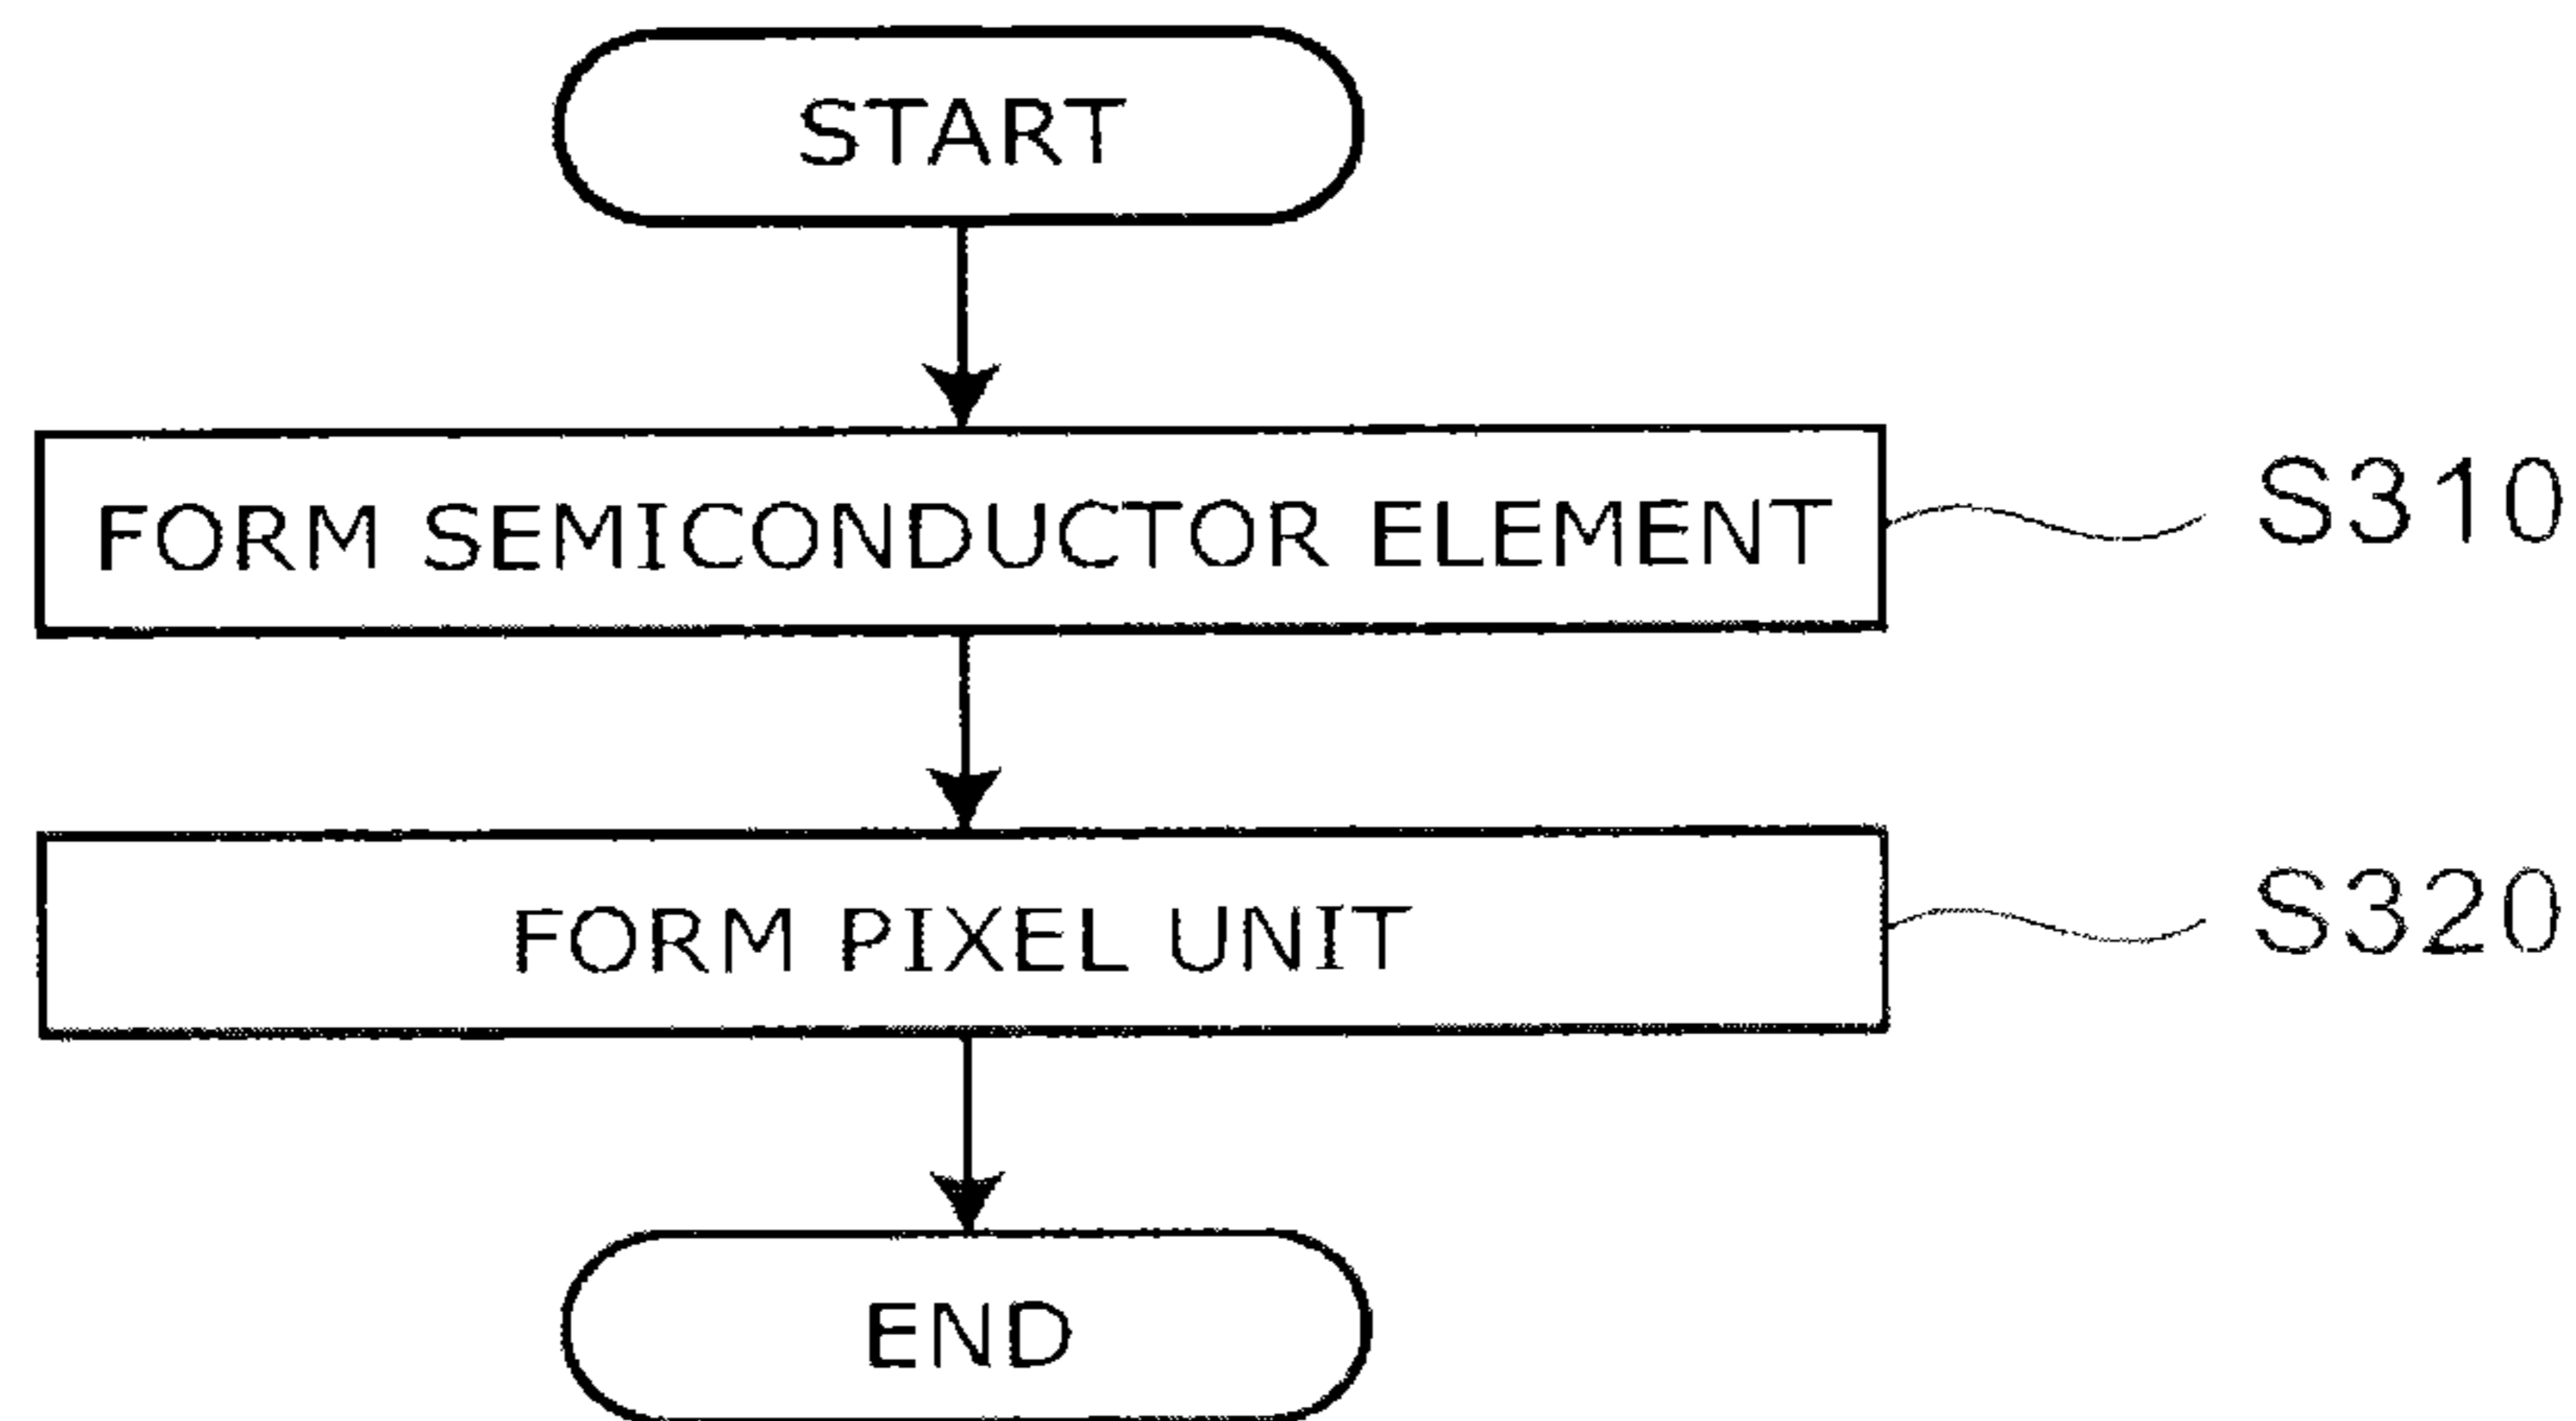 START
FORM SEMICONDUCTOR ELEMENT
S310
FORM PIXEL UNIT
S320
END